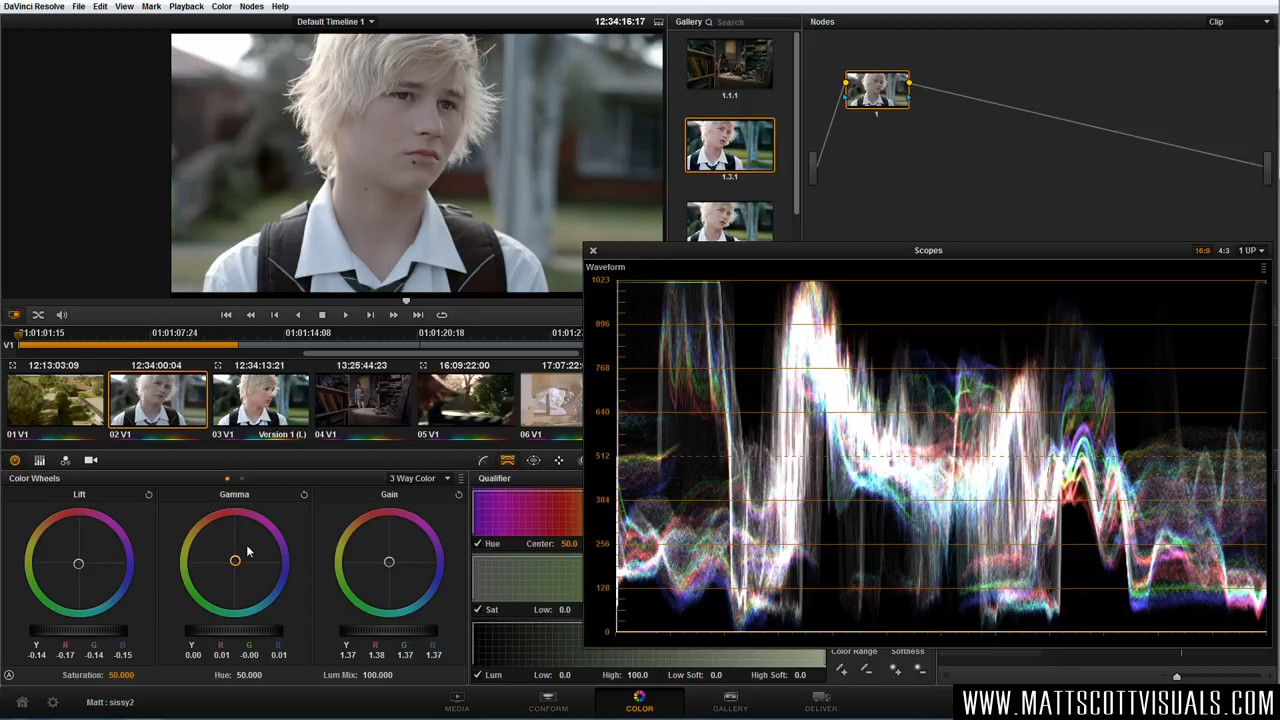 DaVinci Resolve File Edit View Mark Playback Color Nodes Help
Default Timeline 1 12:34:16:17 Gallery Search Nodes Clip
1.1.1
1
1.3.1
Scopes 16:9 4:3 1 UP
Waveform
1023
896
768
640
512
384
256
128
0
01:01:01:15 01:01:07:24 01:01:14:08 01:01:20:18
V1
12:13:03:09 12:34:00:04 12:34:13:21 13:25:44:23 16:09:22:00 17:07:22
01 V1 02 V1 03 V1 Version 1 (L) 04 V1 05 V1 06 V1
Color Wheels 3 Way Color Qualifier
Lift Gamma Gain
Hue Center: 50.0
Sat Low: 0.0
Y R G B Y R G B Y R G B
-0.14 -0.17 -0.14 -0.15 0.00 0.01 -0.00 0.01 1.37 1.38 1.37 1.37
Color Range Softness
Saturation: 50.000 Hue: 50.000 Lum Mix: 100.000 Lum Low: 0.0 High: 100.0 Low Soft: 0.0 High Soft: 0.0
Matt : sissy2 MEDIA CONFORM COLOR GALLERY DELIVER
WWW.MATTSCOTTVISUALS.COM